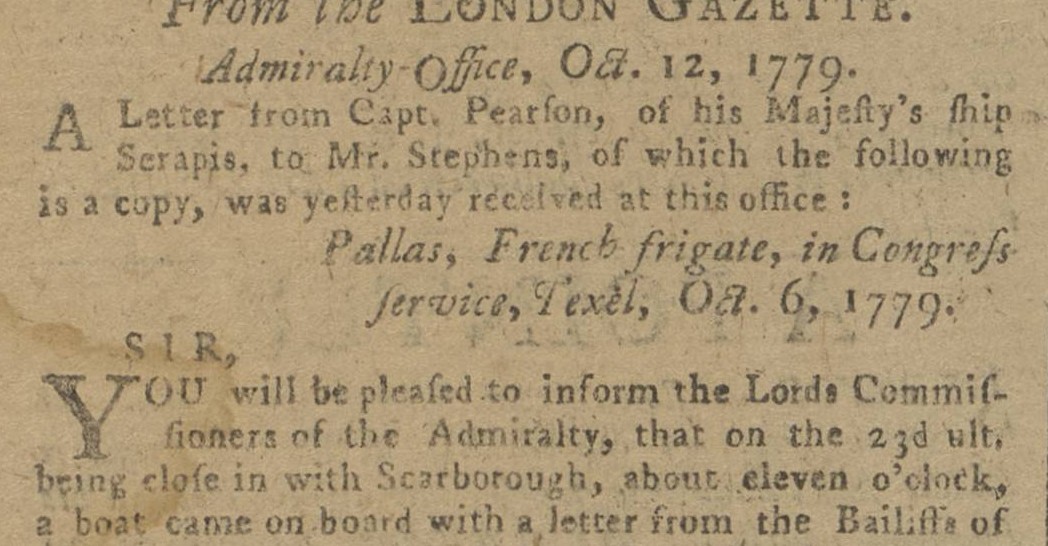 From the LONDON GAZETTE.
Admiralty-Office, Oct. 12, 1779.
A Letter from Capt. Pearſon, of his Majeſty's ſhip
Serapis, to Mr. Stephens, of which the following
is a copy, was yeſterday received at this office :
Pallas, French frigate, in Congreſs
ſervice, Texel, Oct. 6, 1779.
SIR,
YOU will be pleaſed to inform the Lords Commiſ-
ſioners of the Admiralty, that on the 23d ult.
being cloſe in with Scarborough, about eleven o'clock,
a boat came on board with a letter from the Bailiffs of